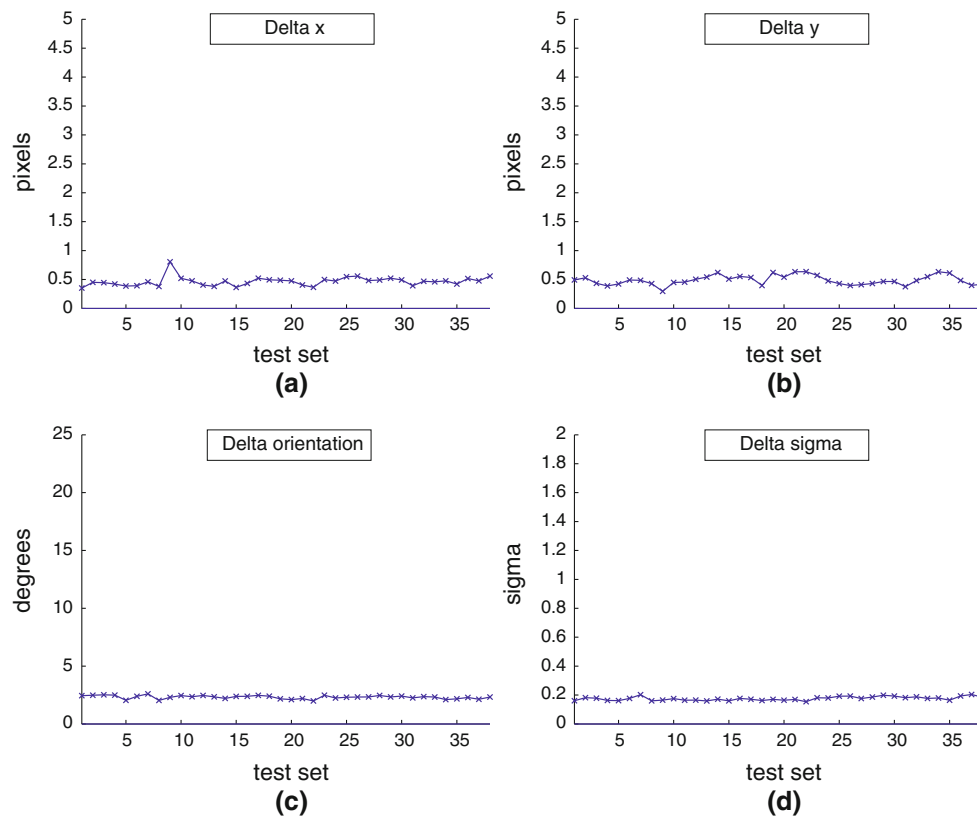 Delta x
5
4.5
4
3.5
3
2.5
2
1.5
1
0.5
0
pixels
5 10 15 20 25 30 35
test set
(a)
Delta y
5
4.5
4
3.5
3
2.5
2
1.5
1
0.5
0
pixels
5 10 15 20 25 30 35
test set
(b)
Delta orientation
25
20
15
10
5
0
degrees
5 10 15 20 25 30 35
test set
(c)
Delta sigma
2
1.8
1.6
1.4
1.2
1
0.8
0.6
0.4
0.2
0
sigma
5 10 15 20 25 30 35
test set
(d)